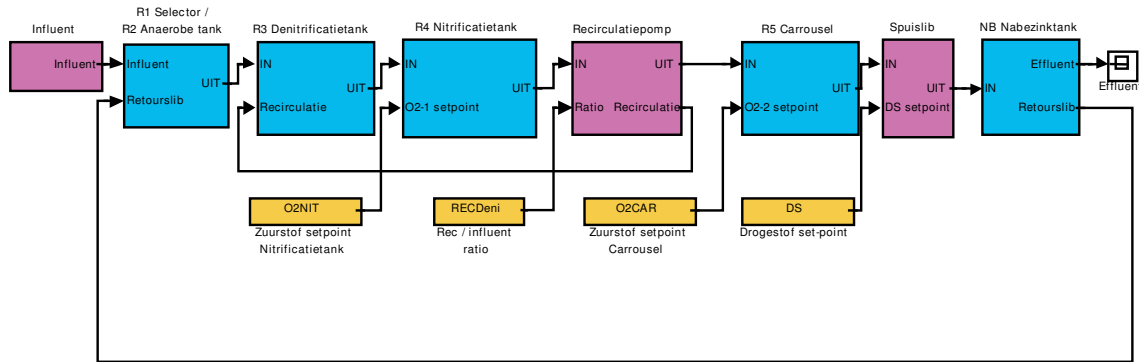 Influent
Influent
R1 Selector /
R2 Anaerobe tank
Influent
UIT
Retourslib
R3 Denitrificatietank
IN
UIT
Recirculatie
R4 Nitrificatietank
IN
UIT
O2-1 setpoint
Recirculatiepomp
IN
UIT
Ratio
Recirculatie
R5 Carrousel
IN
UIT
O2-2 setpoint
Spuislib
IN
UIT
DS setpoint
NB Nabezinktank
Effluent
IN
Retourslib
Effluent
O2NIT
Zuurstof setpoint
Nitrificatietank
RECDeni
Rec / influent
ratio
O2CAR
Zuurstof setpoint
Carrousel
DS
Drogestof set-point